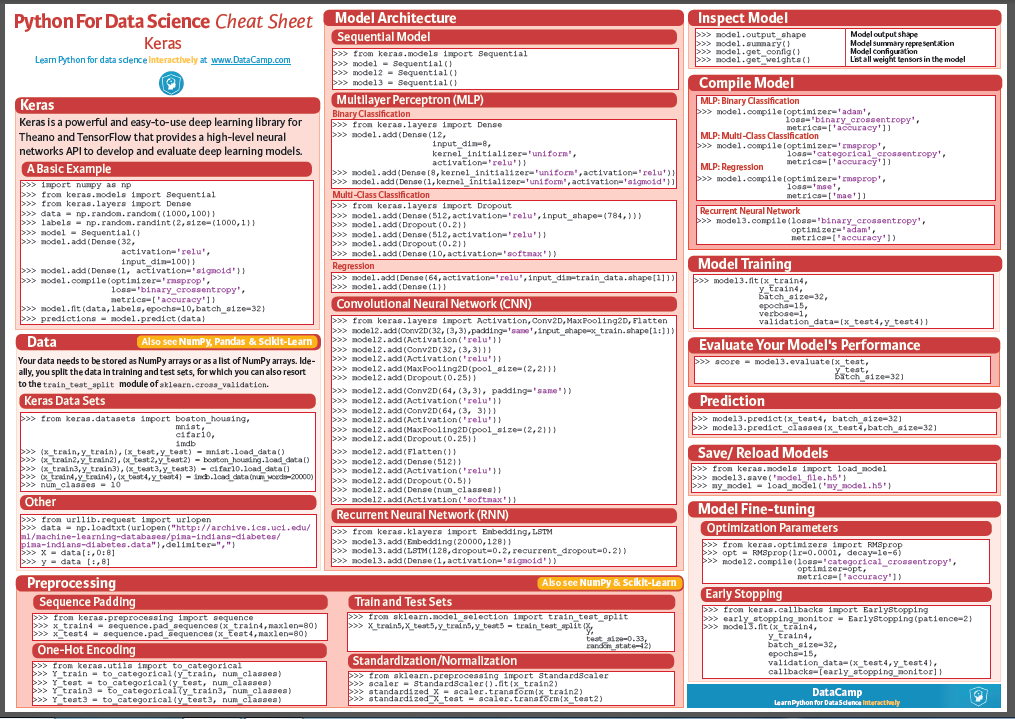 Python For Data Science Cheat Sheet
Keras
Learn Python for data science Interactively at www.DataCamp.com
Keras
Keras is a powerful and easy-to-use deep learning library for
Theano and TensorFlow that provides a high-level neural
networks API to develop and evaluate deep learning models.
A Basic Example
>>> import numpy as np
>>> from keras.models import Sequential
>>> from keras.layers import Dense
>>> data = np.random.random((1000,100))
>>> labels = np.random.randint(2,size=(1000,1))
>>> model = Sequential()
>>> model.add(Dense(32,
activation='relu',
input_dim=100))
>>> model.add(Dense(1, activation='sigmoid'))
>>> model.compile(optimizer='rmsprop',
loss='binary_crossentropy',
metrics=['accuracy'])
>>> model.fit(data,labels,epochs=10,batch_size=32)
>>> predictions = model.predict(data)
Data
Also see NumPy, Pandas & Scikit-Learn
Your data needs to be stored as NumPy arrays or as a list of NumPy arrays. Ide-
ally, you split the data in training and test sets, for which you can also resort
to the train_test_split module of sklearn.cross_validation.
Keras Data Sets
>>> from keras.datasets import boston_housing,
mnist,
cifar10,
imdb
>>> (x_train,y_train),(x_test,y_test) = mnist.load_data()
>>> (x_train2,y_train2),(x_test2,y_test2) = boston_housing.load_data()
>>> (x_train3,y_train3),(x_test3,y_test3) = cifar10.load_data()
>>> (x_train4,y_train4),(x_test4,y_test4) = imdb.load_data(num_words=20000)
>>> num_classes = 10
Other
>>> from urllib.request import urlopen
>>> data = np.loadtxt(urlopen("http://archive.ics.uci.edu/
ml/machine-learning-databases/pima-indians-diabetes/
pima-indians-diabetes.data"),delimiter=",")
>>> X = data[:,0:8]
>>> y = data [:,8]
Model Architecture
Sequential Model
>>> from keras.models import Sequential
>>> model = Sequential()
>>> model2 = Sequential()
>>> model3 = Sequential()
Multilayer Perceptron (MLP)
Binary Classification
>>> from keras.layers import Dense
>>> model.add(Dense(12,
input_dim=8,
kernel_initializer='uniform',
activation='relu'))
>>> model.add(Dense(8,kernel_initializer='uniform',activation='relu'))
>>> model.add(Dense(1,kernel_initializer='uniform',activation='sigmoid'))
Multi-Class Classification
>>> from keras.layers import Dropout
>>> model.add(Dense(512,activation='relu',input_shape=(784,)))
>>> model.add(Dropout(0.2))
>>> model.add(Dense(512,activation='relu'))
>>> model.add(Dropout(0.2))
>>> model.add(Dense(10,activation='softmax'))
Regression
>>> model.add(Dense(64,activation='relu',input_dim=train_data.shape[1]))
>>> model.add(Dense(1))
Convolutional Neural Network (CNN)
>>> from keras.layers import Activation,Conv2D,MaxPooling2D,Flatten
>>> model2.add(Conv2D(32,(3,3),padding='same',input_shape=x_train.shape[1:]))
>>> model2.add(Activation('relu'))
>>> model2.add(Conv2D(32,(3,3)))
>>> model2.add(Activation('relu'))
>>> model2.add(MaxPooling2D(pool_size=(2,2)))
>>> model2.add(Dropout(0.25))
>>> model2.add(Conv2D(64,(3,3), padding='same'))
>>> model2.add(Activation('relu'))
>>> model2.add(Conv2D(64,(3, 3)))
>>> model2.add(Activation('relu'))
>>> model2.add(MaxPooling2D(pool_size=(2,2)))
>>> model2.add(Dropout(0.25))
>>> model2.add(Flatten())
>>> model2.add(Dense(512))
>>> model2.add(Activation('relu'))
>>> model2.add(Dropout(0.5))
>>> model2.add(Dense(num_classes))
>>> model2.add(Activation('softmax'))
Recurrent Neural Network (RNN)
>>> from keras.klayers import Embedding,LSTM
>>> model3.add(Embedding(20000,128))
>>> model3.add(LSTM(128,dropout=0.2,recurrent_dropout=0.2))
>>> model3.add(Dense(1,activation='sigmoid'))
Preprocessing
Also see NumPy & Scikit-Learn
Sequence Padding
>>> from keras.preprocessing import sequence
>>> x_train4 = sequence.pad_sequences(x_train4,maxlen=80)
>>> x_test4 = sequence.pad_sequences(x_test4,maxlen=80)
One-Hot Encoding
>>> from keras.utils import to_categorical
>>> Y_train = to_categorical(y_train, num_classes)
>>> Y_test = to_categorical(y_test, num_classes)
>>> Y_train3 = to_categorical(y_train3, num_classes)
>>> Y_test3 = to_categorical(y_test3, num_classes)
Train and Test Sets
>>> from sklearn.model_selection import train_test_split
>>> X_train5,X_test5,y_train5,y_test5 = train_test_split(X,
y,
test_size=0.33,
random_state=42)
Standardization/Normalization
>>> from sklearn.preprocessing import StandardScaler
>>> scaler = StandardScaler().fit(x_train2)
>>> standardized_X = scaler.transform(x_train2)
>>> standardized_X_test = scaler.transform(x_test2)
Inspect Model
>>> model.output_shape Model output shape
>>> model.summary() Model summary representation
>>> model.get_config() Model configuration
>>> model.get_weights() List all weight tensors in the model
Compile Model
MLP: Binary Classification
>>> model.compile(optimizer='adam',
loss='binary_crossentropy',
metrics=['accuracy'])
MLP: Multi-Class Classification
>>> model.compile(optimizer='rmsprop',
loss='categorical_crossentropy',
metrics=['accuracy'])
MLP: Regression
>>> model.compile(optimizer='rmsprop',
loss='mse',
metrics=['mae'])
Recurrent Neural Network
>>> model3.compile(loss='binary_crossentropy',
optimizer='adam',
metrics=['accuracy'])
Model Training
>>> model3.fit(x_train4,
y_train4,
batch_size=32,
epochs=15,
verbose=1,
validation_data=(x_test4,y_test4))
Evaluate Your Model's Performance
>>> score = model3.evaluate(x_test,
y_test,
batch_size=32)
Prediction
>>> model3.predict(x_test4, batch_size=32)
>>> model3.predict_classes(x_test4,batch_size=32)
Save/ Reload Models
>>> from keras.models import load_model
>>> model3.save('model_file.h5')
>>> my_model = load_model('my_model.h5')
Model Fine-tuning
Optimization Parameters
>>> from keras.optimizers import RMSprop
>>> opt = RMSprop(lr=0.0001, decay=1e-6)
>>> model2.compile(loss='categorical_crossentropy',
optimizer=opt,
metrics=['accuracy'])
Early Stopping
>>> from keras.callbacks import EarlyStopping
>>> early_stopping_monitor = EarlyStopping(patience=2)
>>> model3.fit(x_train4,
y_train4,
batch_size=32,
epochs=15,
validation_data=(x_test4,y_test4),
callbacks=[early_stopping_monitor])
DataCamp
Learn Python for Data Science Interactively